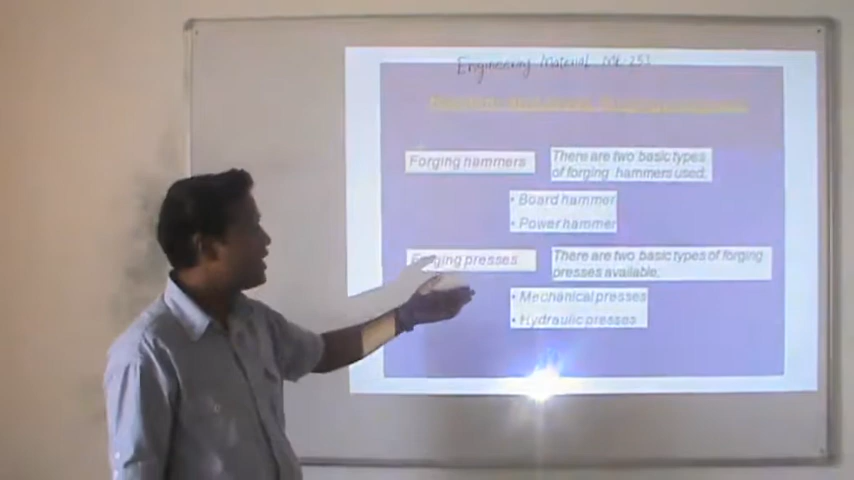 Engineering Material ME-253
Forging hammers
There are two basic types
of forging hammers used;
• Board hammer
• Power hammer
Forging presses
There are two basic types of forging
presses available;
• Mechanical presses
• Hydraulic presses